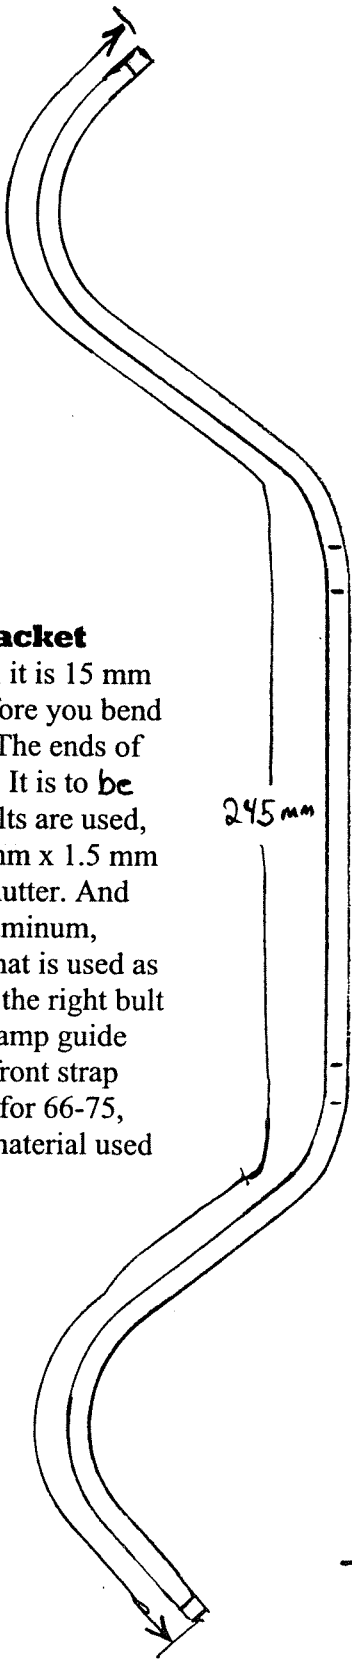 acket
it is 15 mm
fore you bend
The ends of
It is to be
lts are used,
nm x 1.5 mm
utter. And
minum,
hat is used as
the right bult
amp guide
front strap
for 66-75,
material used
245 mm